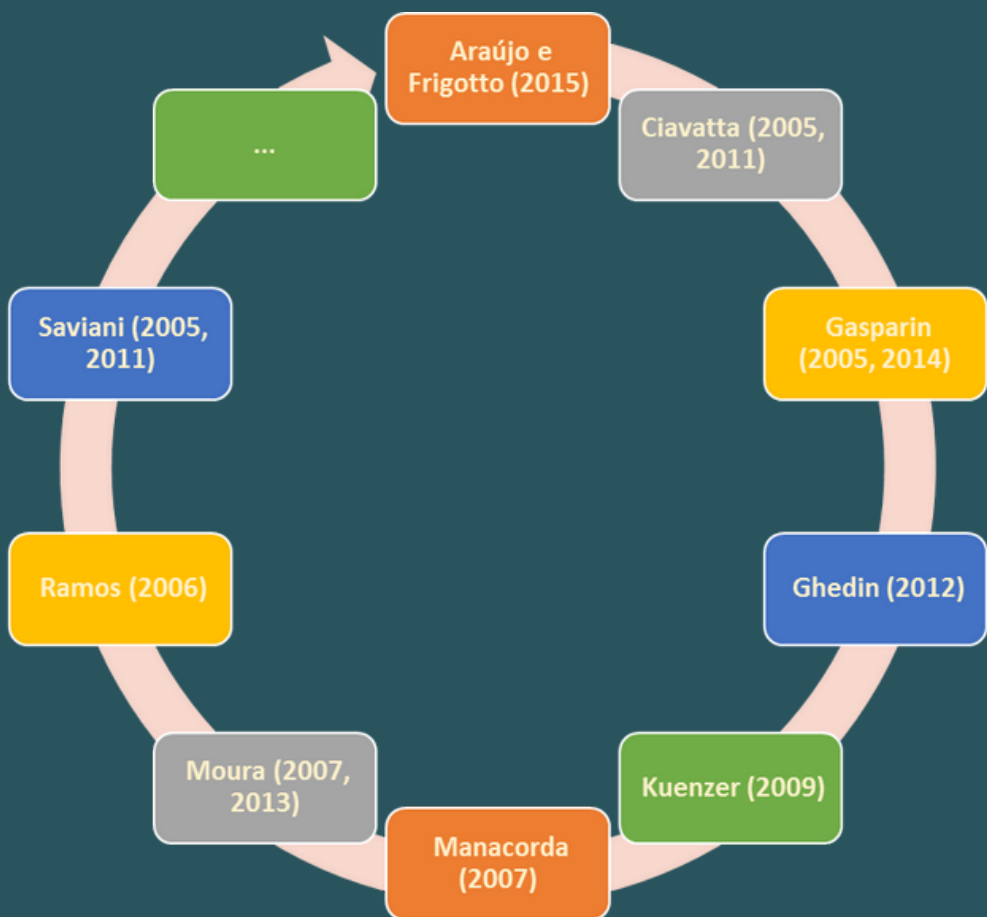 Araújo e
Frigotto (2015)
Ciavatta (2005,
2011)
Gasparin
(2005, 2014)
Ghedin (2012)
Kuenzer (2009)
Manacorda
(2007)
Moura (2007,
2013)
Ramos (2006)
Saviani (2005,
2011)
...